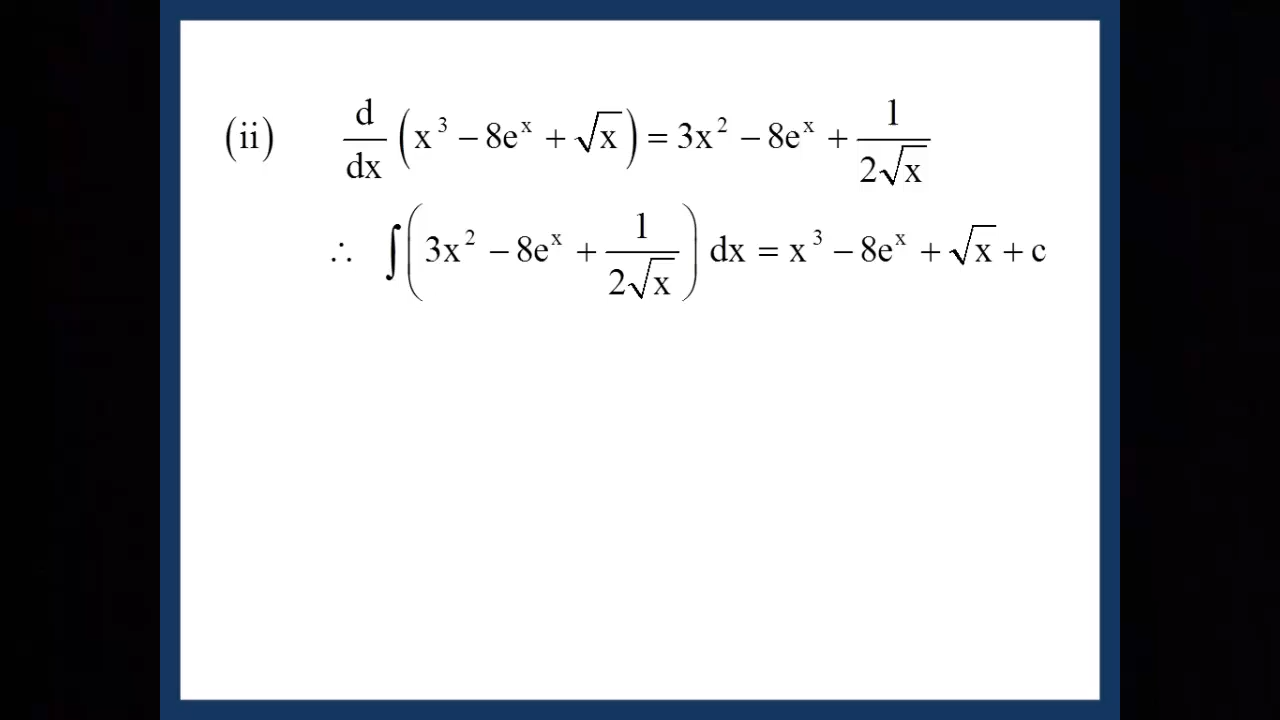 (ii) d/dx (x³ − 8eˣ + √x) = 3x² − 8eˣ + 1/(2√x)
∴ ∫(3x² − 8eˣ + 1/(2√x)) dx = x³ − 8eˣ + √x + c